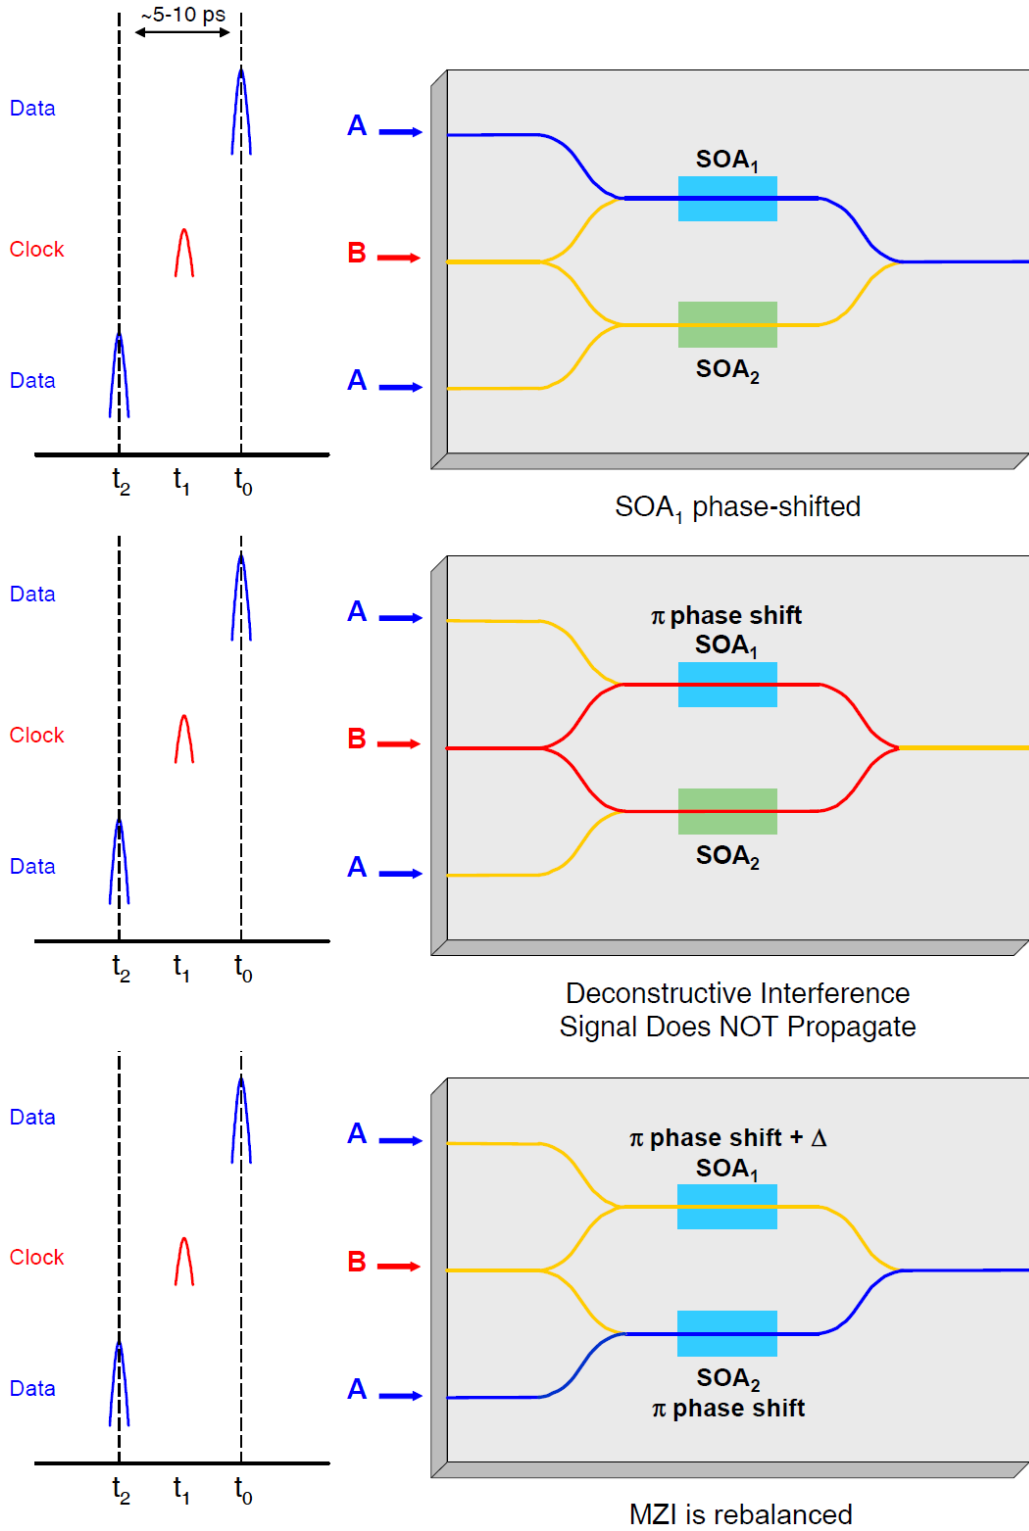 ~5-10 ps
Data
A
SOA₁
Clock
B
Data
A
SOA₂
t₂ t₁ t₀
SOA₁ phase-shifted
Data
A
π phase shift
SOA₁
Clock
B
Data
A
SOA₂
t₂ t₁ t₀
Deconstructive Interference
Signal Does NOT Propagate
Data
A
π phase shift + Δ
SOA₁
Clock
B
Data
A
SOA₂
π phase shift
t₂ t₁ t₀
MZI is rebalanced